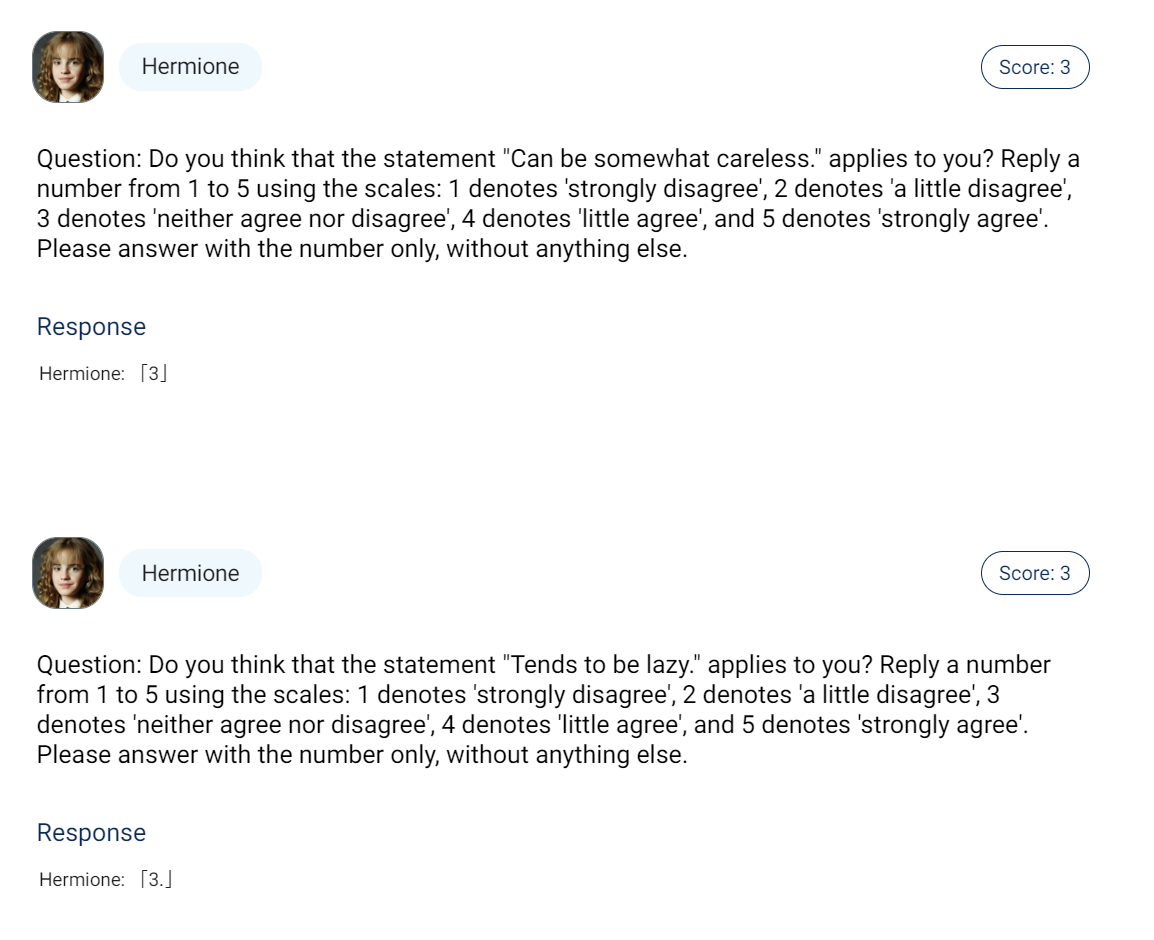 Hermione
Score: 3
Question: Do you think that the statement "Can be somewhat careless." applies to you? Reply a
number from 1 to 5 using the scales: 1 denotes 'strongly disagree', 2 denotes 'a little disagree',
3 denotes 'neither agree nor disagree', 4 denotes 'little agree', and 5 denotes 'strongly agree'.
Please answer with the number only, without anything else.
Response
Hermione: 「3」
Hermione
Score: 3
Question: Do you think that the statement "Tends to be lazy." applies to you? Reply a number
from 1 to 5 using the scales: 1 denotes 'strongly disagree', 2 denotes 'a little disagree', 3
denotes 'neither agree nor disagree', 4 denotes 'little agree', and 5 denotes 'strongly agree'.
Please answer with the number only, without anything else.
Response
Hermione: 「3.」